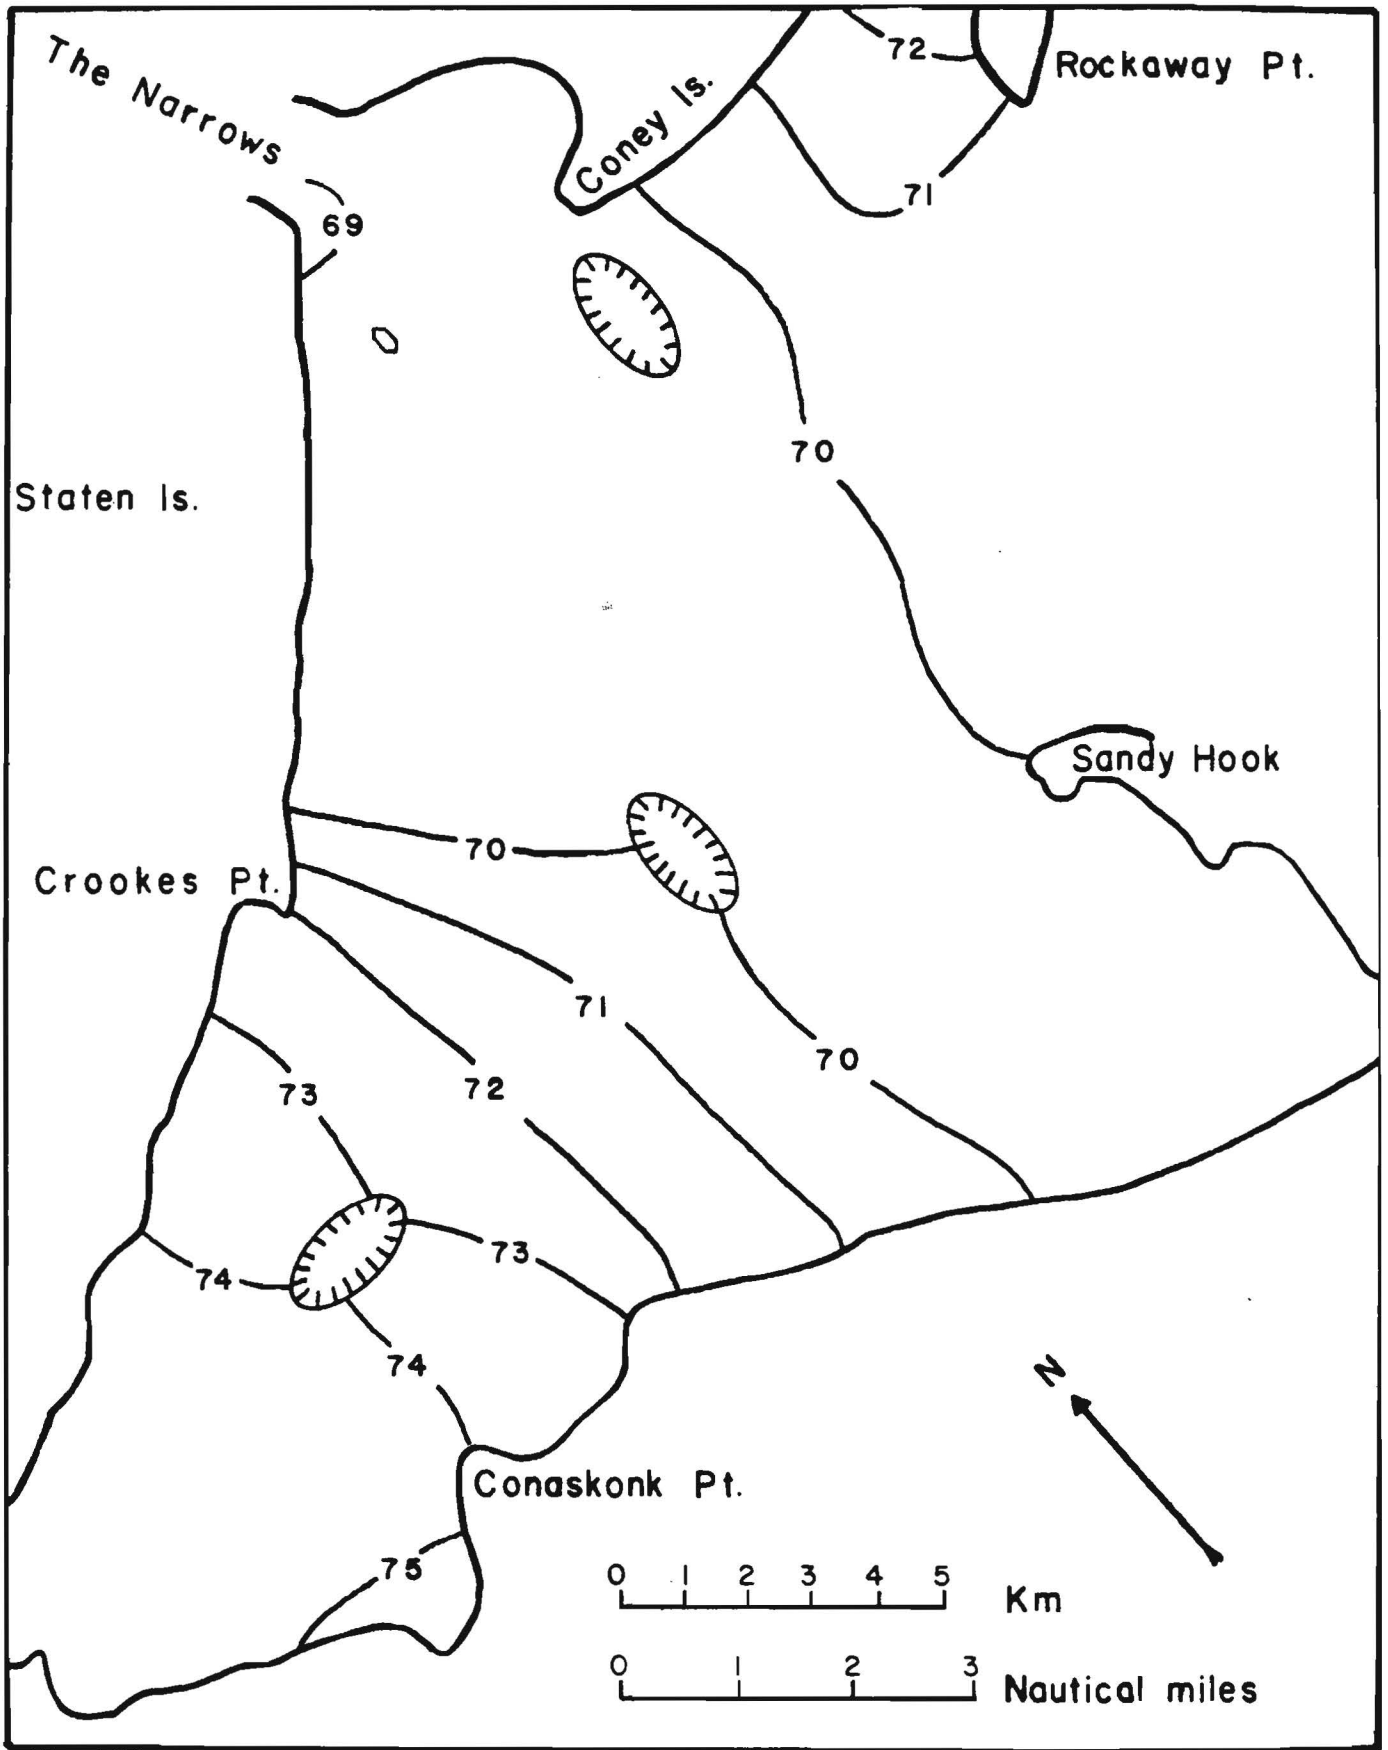 The Narrows
72
Rockaway Pt.
Coney Is.
71
69
70
Staten Is.
Sandy Hook
70
Crookes Pt.
71
70
72
73
73
74
74
Conaskonk Pt.
75
N
0 1 2 3 4 5
Km
0 1 2 3
Nautical miles